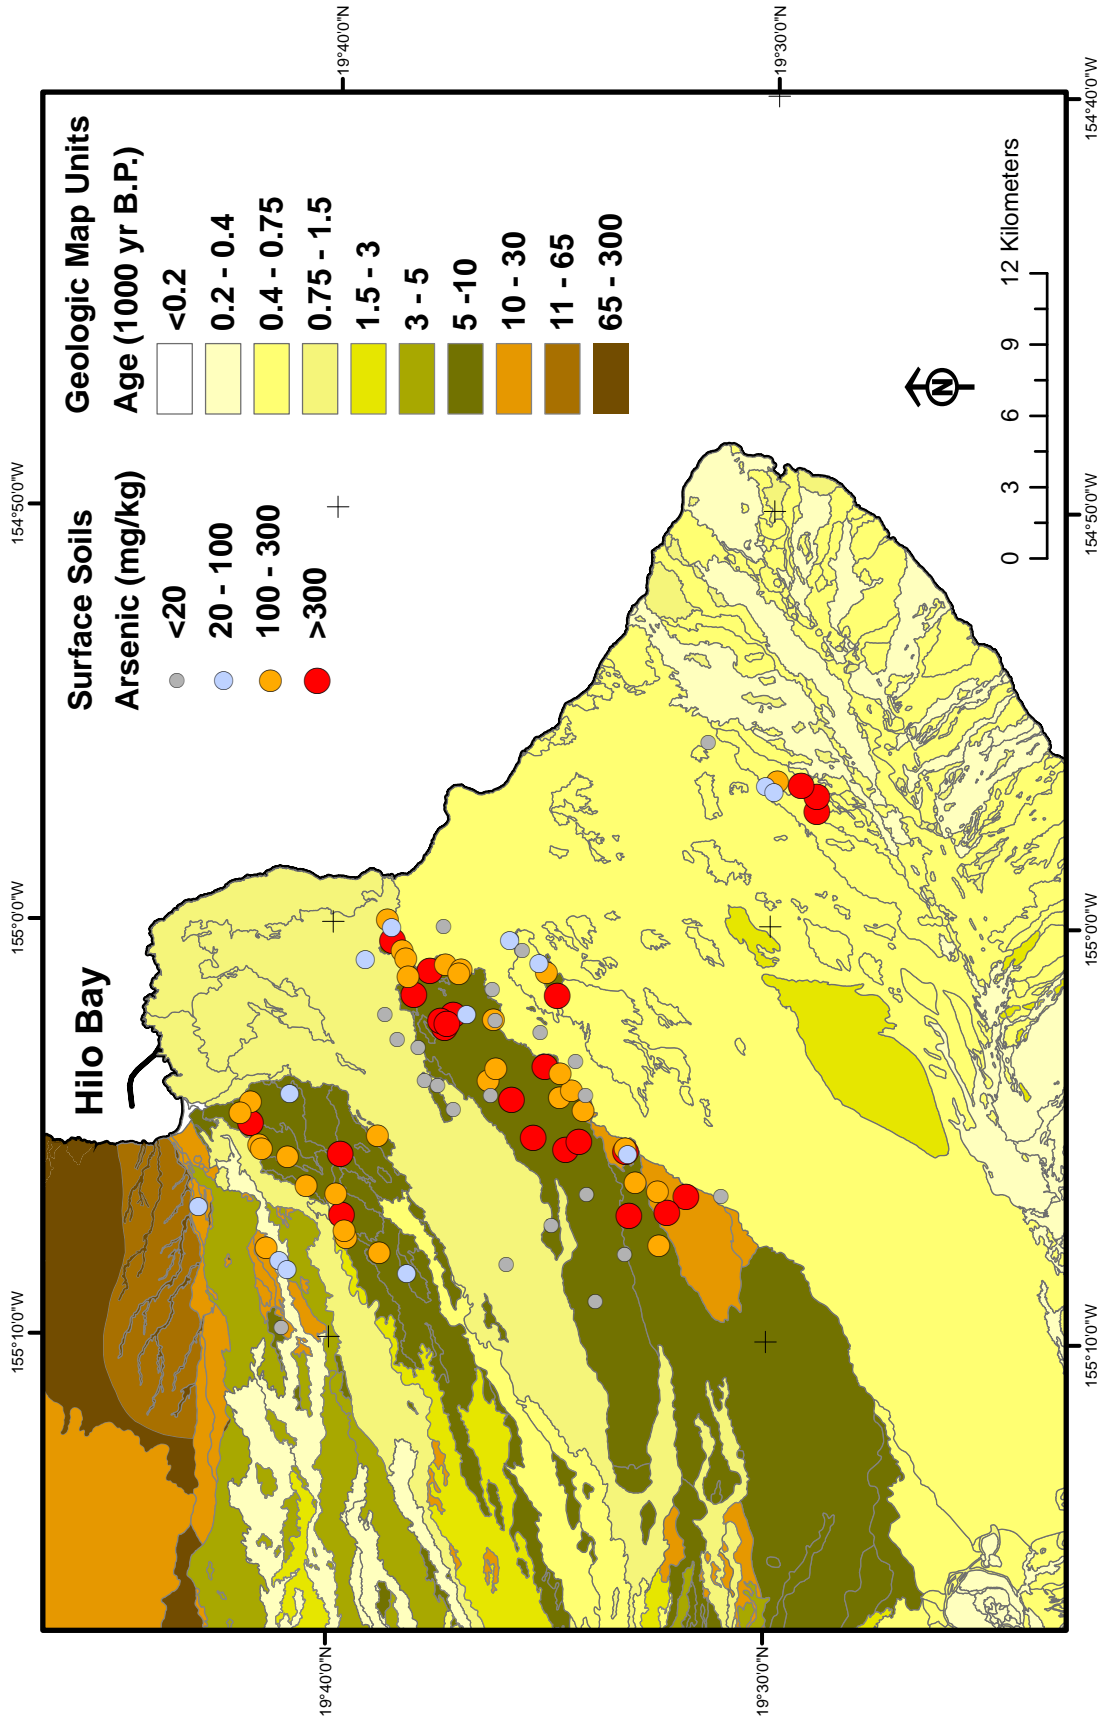 155°10'0"W
155°0'0"W
154°50'0"W
Hilo Bay
Surface Soils
Arsenic (mg/kg)
<20
20 - 100
100 - 300
>300
Geologic Map Units
Age (1000 yr B.P.)
<0.2
0.2 - 0.4
0.4 - 0.75
0.75 - 1.5
1.5 - 3
3 - 5
5 -10
10 - 30
11 - 65
65 - 300
19°40'0"N
19°40'0"N
19°30'0"N
19°30'0"N
N
0 3 6 9 12 Kilometers
155°10'0"W
155°0'0"W
154°50'0"W
154°40'0"W